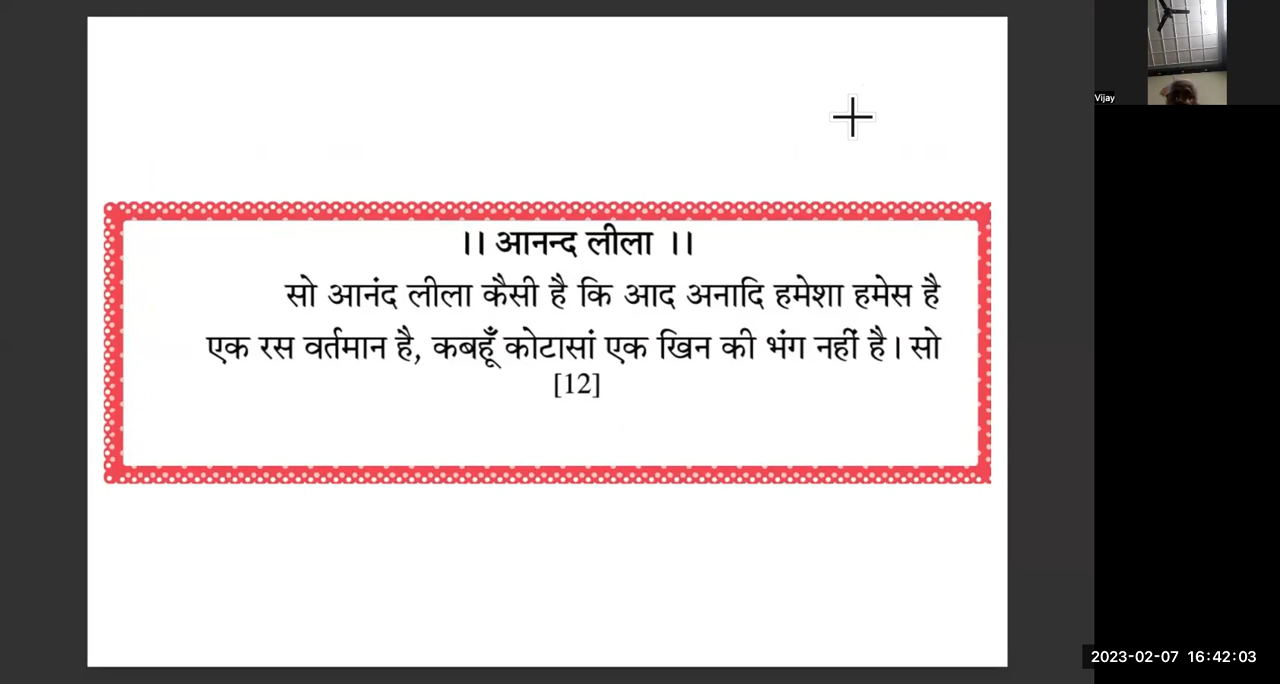 ।। आनन्द लीला ।।
सो आनंद लीला कैसी है कि आद अनादि हमेशा हमेस है
एक रस वर्तमान है, कबहूँ कोटासां एक खिन की भंग नहीं है। सो
[12]
Vijay
2023-02-07 16:42:03